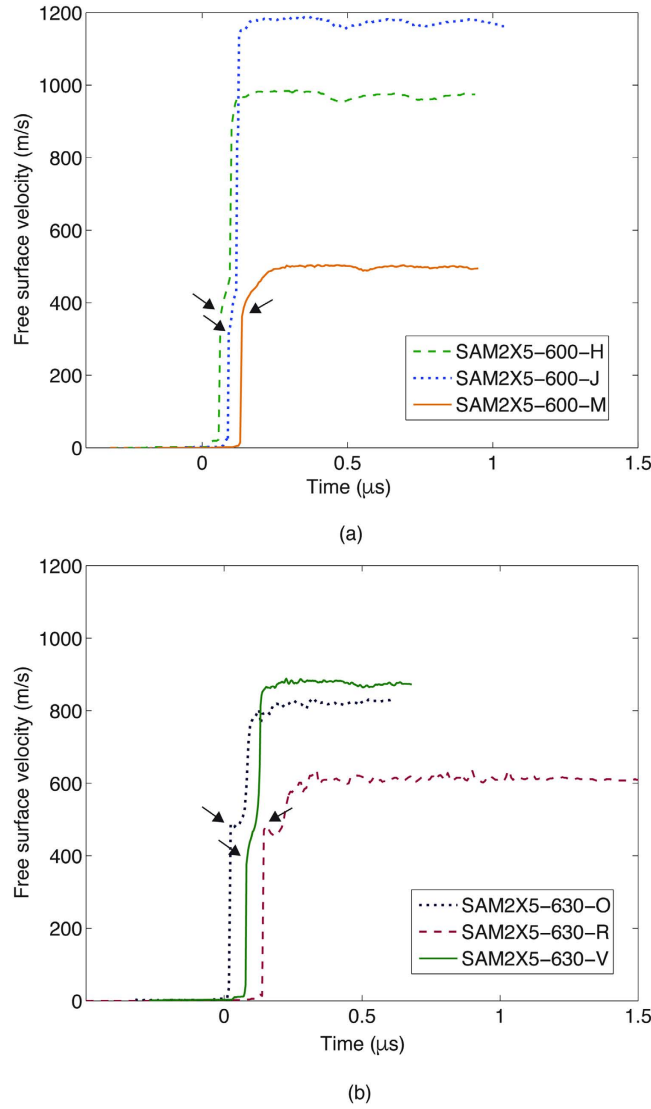 1200
1000
800
600
400
200
0
Free surface velocity (m/s)
SAM2X5−600−H
SAM2X5−600−J
SAM2X5−600−M
0 0.5 1 1.5
Time (μs)
(a)
1200
1000
800
600
400
200
0
Free surface velocity (m/s)
SAM2X5−630−O
SAM2X5−630−R
SAM2X5−630−V
0 0.5 1 1.5
Time (μs)
(b)